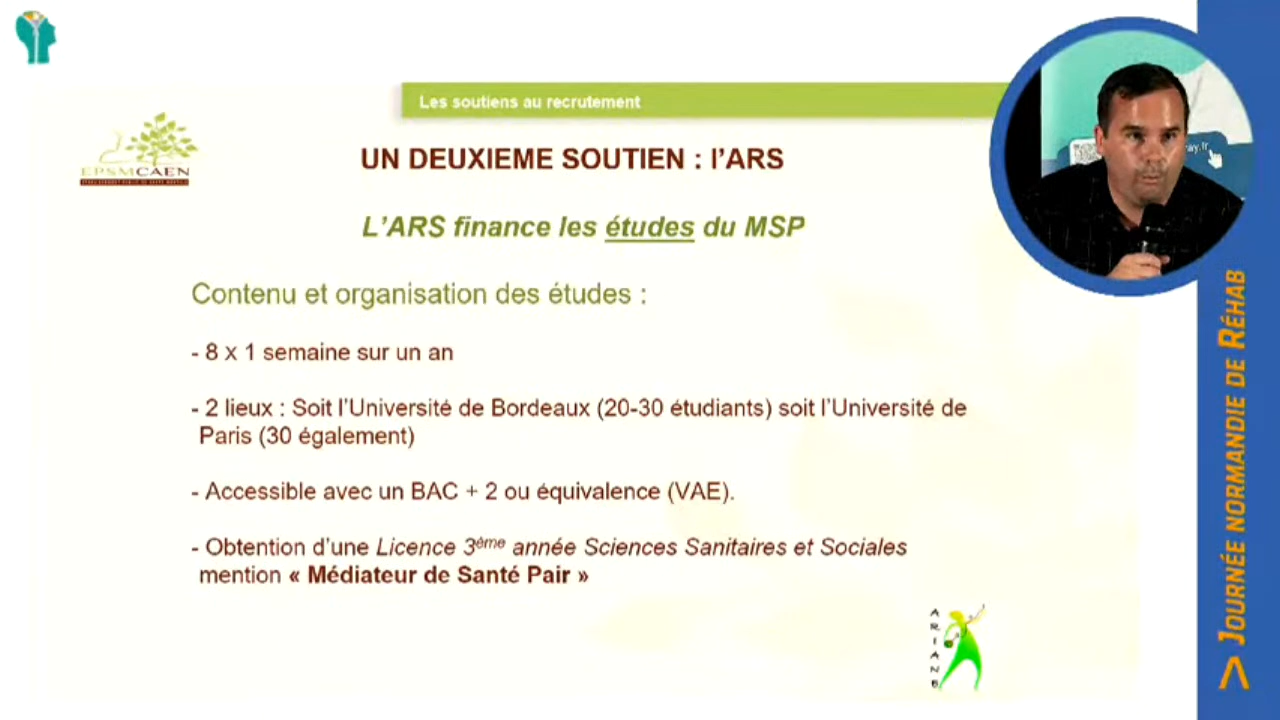 Les soutiens au recrutement
EPSMCAEN
UN DEUXIEME SOUTIEN : l'ARS
L'ARS finance les études du MSP
Contenu et organisation des études :
- 8 x 1 semaine sur un an
- 2 lieux : Soit l'Université de Bordeaux (20-30 étudiants) soit l'Université de
Paris (30 également)
- Accessible avec un BAC + 2 ou équivalence (VAE).
- Obtention d'une Licence 3ème année Sciences Sanitaires et Sociales
mention « Médiateur de Santé Pair »
ARIANE
> JOURNÉE NORMANDIE DE RÉHAB